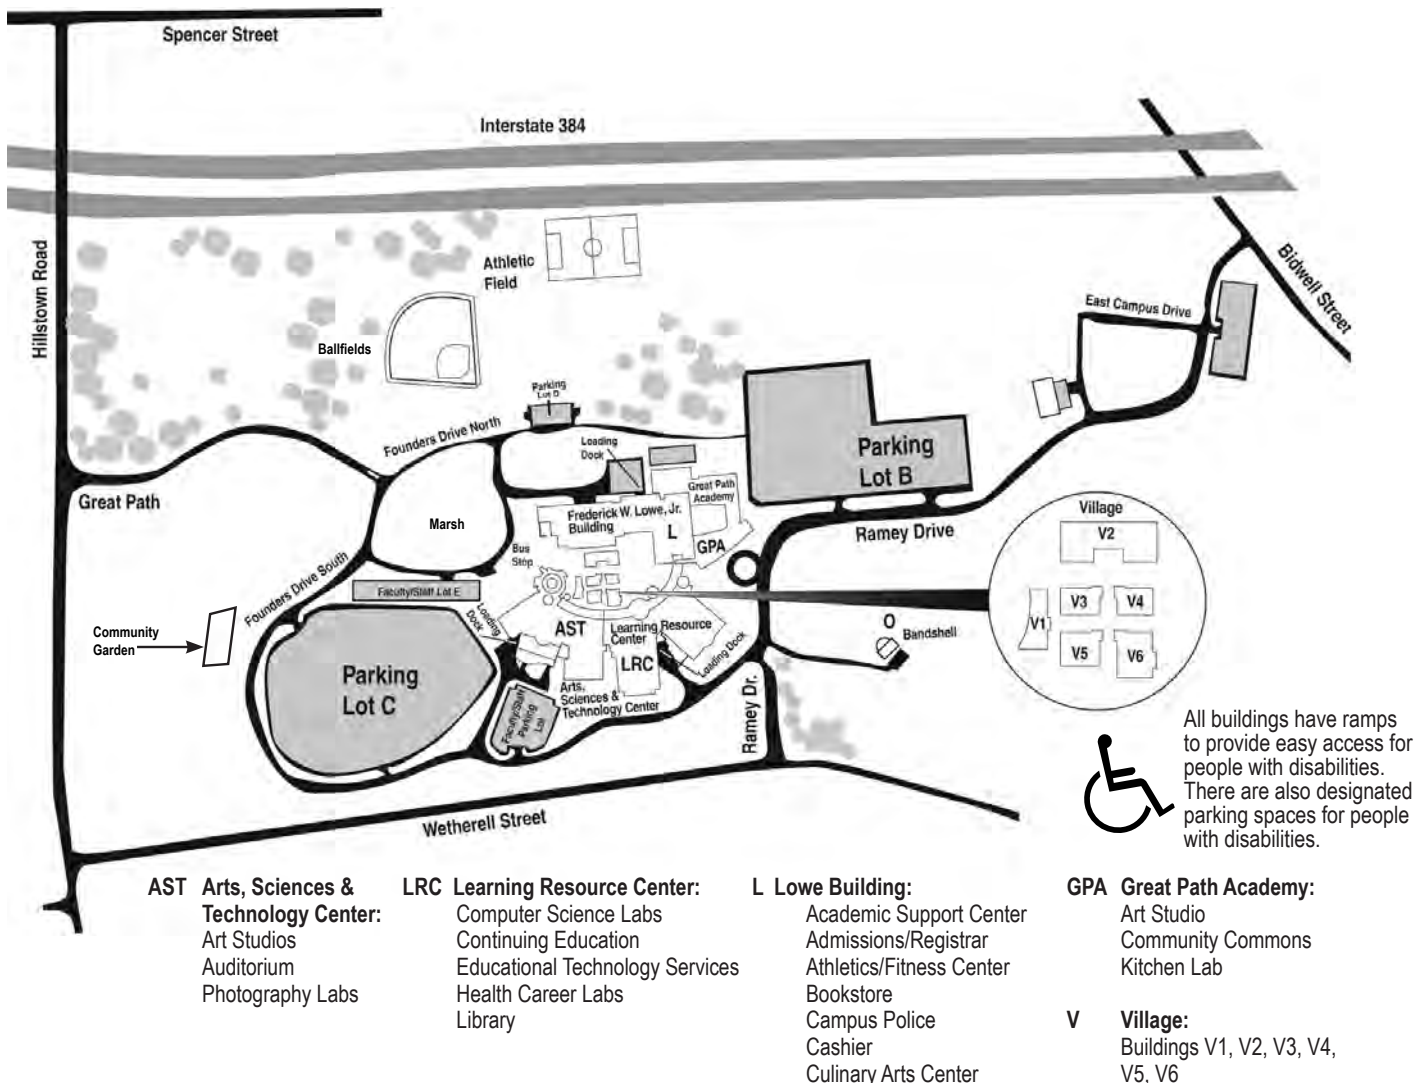 Spencer Street
Interstate 384
Hillstown Road
Bidwell Street
Athletic
Field
East Campus Drive
Ballfields
Parking
Lot D
Founders Drive North
Loading
Dock
Parking
Lot B
Great Path
Great Path
Academy
Frederick W. Lowe, Jr.
Building
L
GPA
Marsh
Bus
Stop
Ramey Drive
Village
V2
V3
V4
V1
V5
V6
Founders Drive South
Faculty/Staff Lot E
Loading
Dock
Community
Garden
AST
Learning Resource
Center
LRC
Loading Dock
O
Bandshell
Parking
Lot C
Arts,
Sciences &
Technology Center
Faculty/Staff
Parking
Lot
Ramey Dr.
Wetherell Street
All buildings have ramps
to provide easy access for
people with disabilities.
There are also designated
parking spaces for people
with disabilities.
AST Arts, Sciences &
Technology Center:
Art Studios
Auditorium
Photography Labs
LRC Learning Resource Center:
Computer Science Labs
Continuing Education
Educational Technology Services
Health Career Labs
Library
L Lowe Building:
Academic Support Center
Admissions/Registrar
Athletics/Fitness Center
Bookstore
Campus Police
Cashier
Culinary Arts Center
GPA Great Path Academy:
Art Studio
Community Commons
Kitchen Lab
V Village:
Buildings V1, V2, V3, V4,
V5, V6